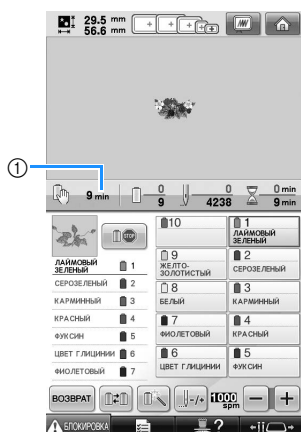 29.5 mm
56.6 mm
1
9 min
0
9
0
4238
0 min
9 min
STOP
ЛАЙМОВЫЙ ЗЕЛЕНЫЙ 1
СЕРОЗЕЛЕНЫЙ 2
КАРМИННЫЙ 3
КРАСНЫЙ 4
ФУКСИН 5
ЦВЕТ ГЛИЦИНИИ 6
ФИОЛЕТОВЫЙ 7
10
1
ЛАЙМОВЫЙ
ЗЕЛЕНЫЙ
9
ЖЕЛТО-
ЗОЛОТИСТЫЙ
2
СЕРОЗЕЛЕНЫЙ
8
БЕЛЫЙ
3
КАРМИННЫЙ
7
ФИОЛЕТОВЫЙ
4
КРАСНЫЙ
6
ЦВЕТ ГЛИЦИНИИ
5
ФУКСИН
ВОЗВРАТ
-/+
1000
spm
− +
БЛОКИРОВКА
?